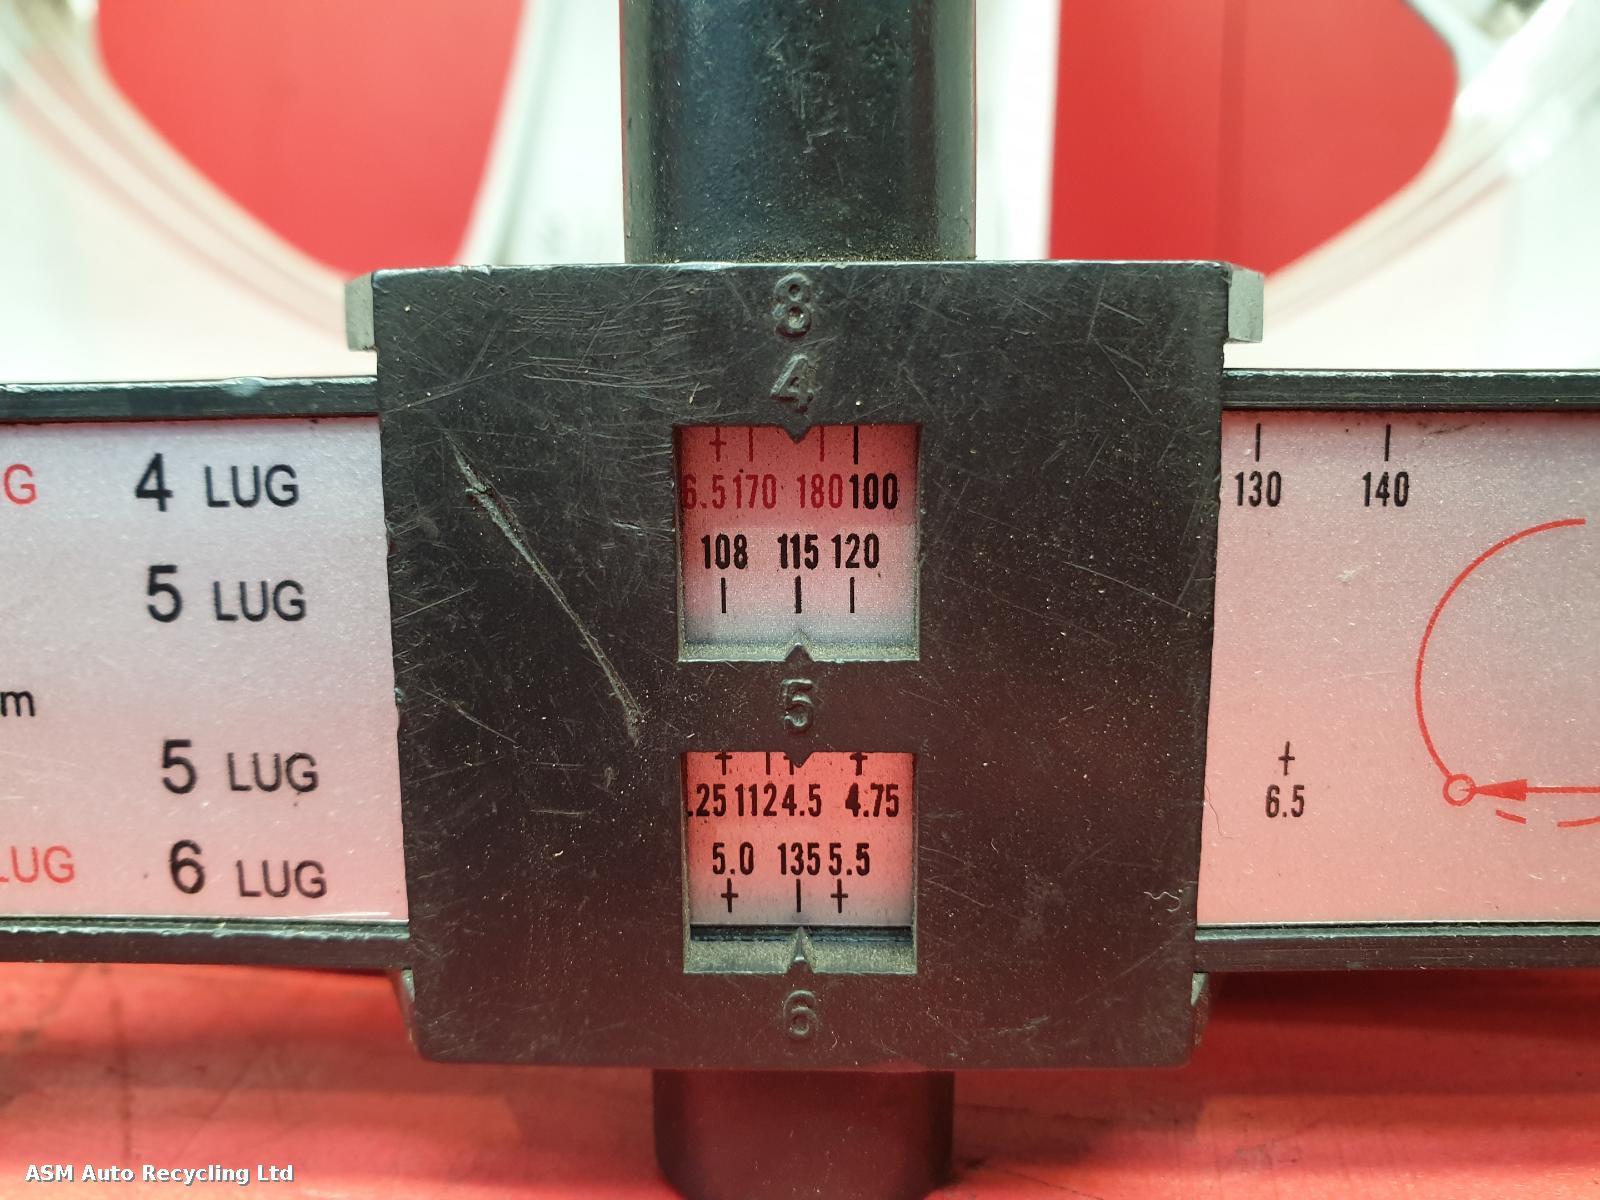 8
4
6.5 170 180 100
130 140
G 4 LUG
108 115 120
5 LUG
5
m
5 LUG
.25 112 4.5 4.75
6.5
LUG 6 LUG
5.0 135 5.5
6
ASM Auto Recycling Ltd